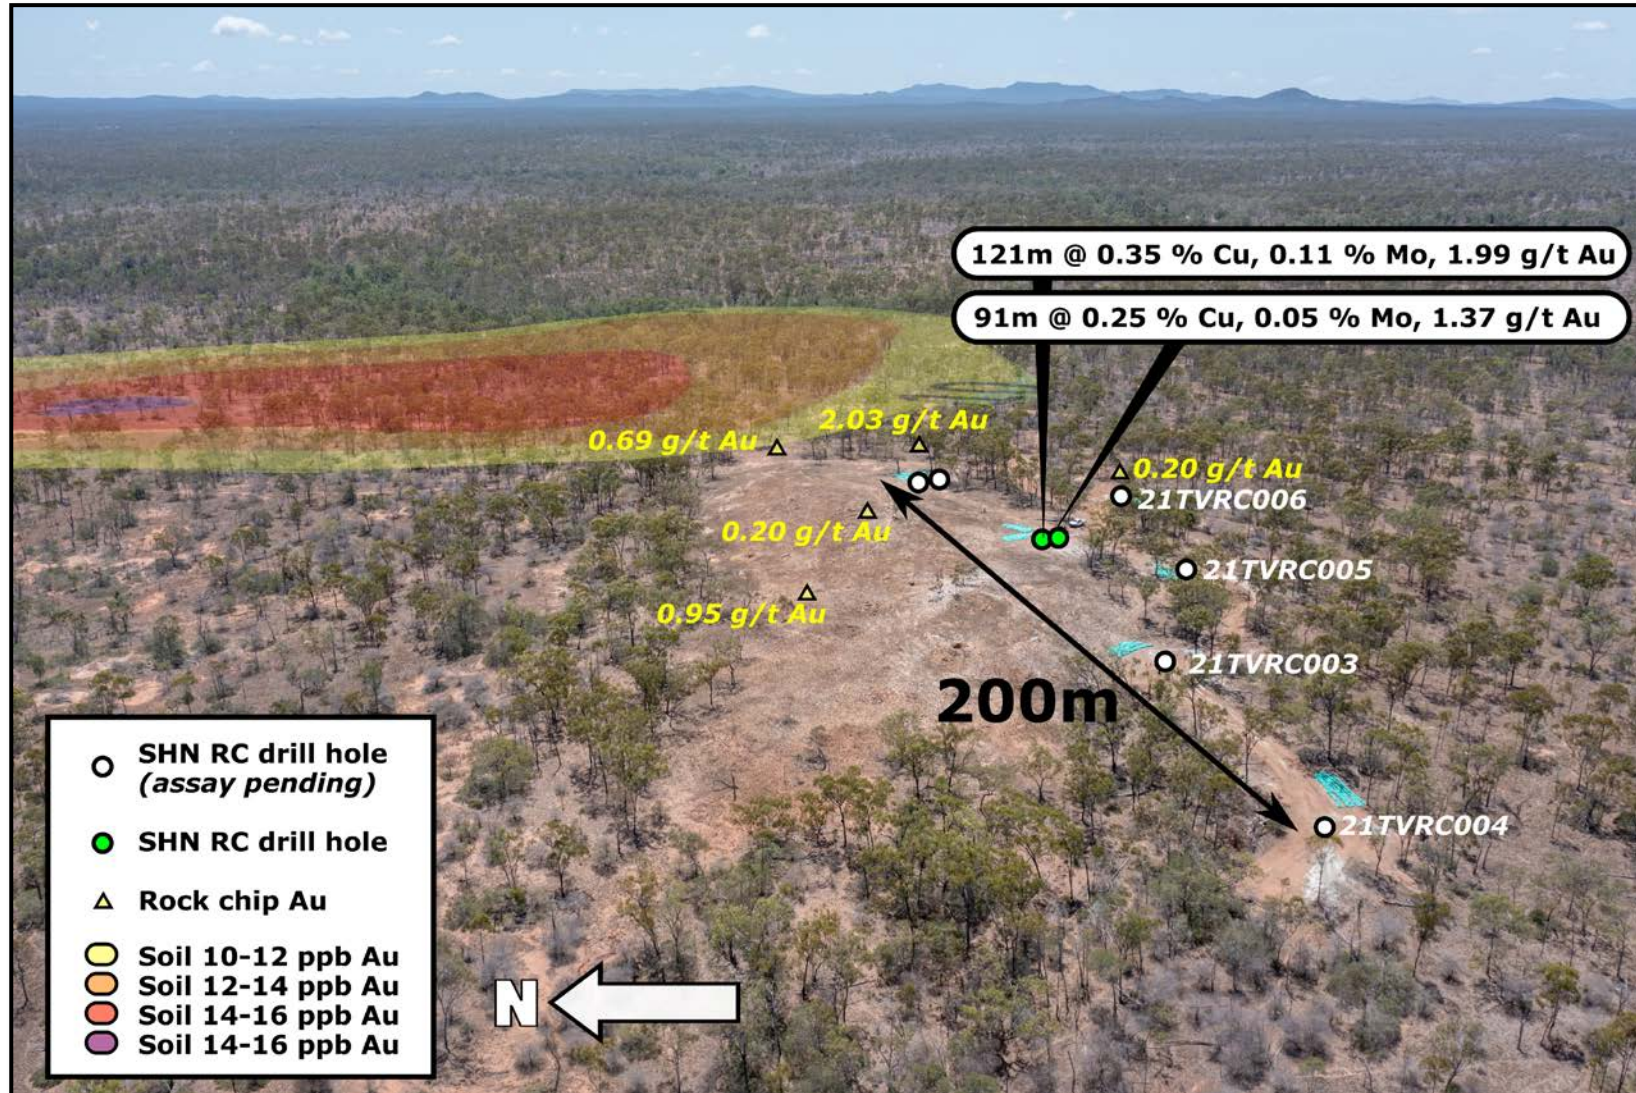 121m @ 0.35 % Cu, 0.11 % Mo, 1.99 g/t Au
91m @ 0.25 % Cu, 0.05 % Mo, 1.37 g/t Au
2.03 g/t Au
0.69 g/t Au
0.20 g/t Au
21TVRC006
0.20 g/t Au
21TVRC005
0.95 g/t Au
21TVRC003
200m
21TVRC004
SHN RC drill hole
(assay pending)
SHN RC drill hole
Rock chip Au
Soil 10-12 ppb Au
Soil 12-14 ppb Au
Soil 14-16 ppb Au
Soil 14-16 ppb Au
N